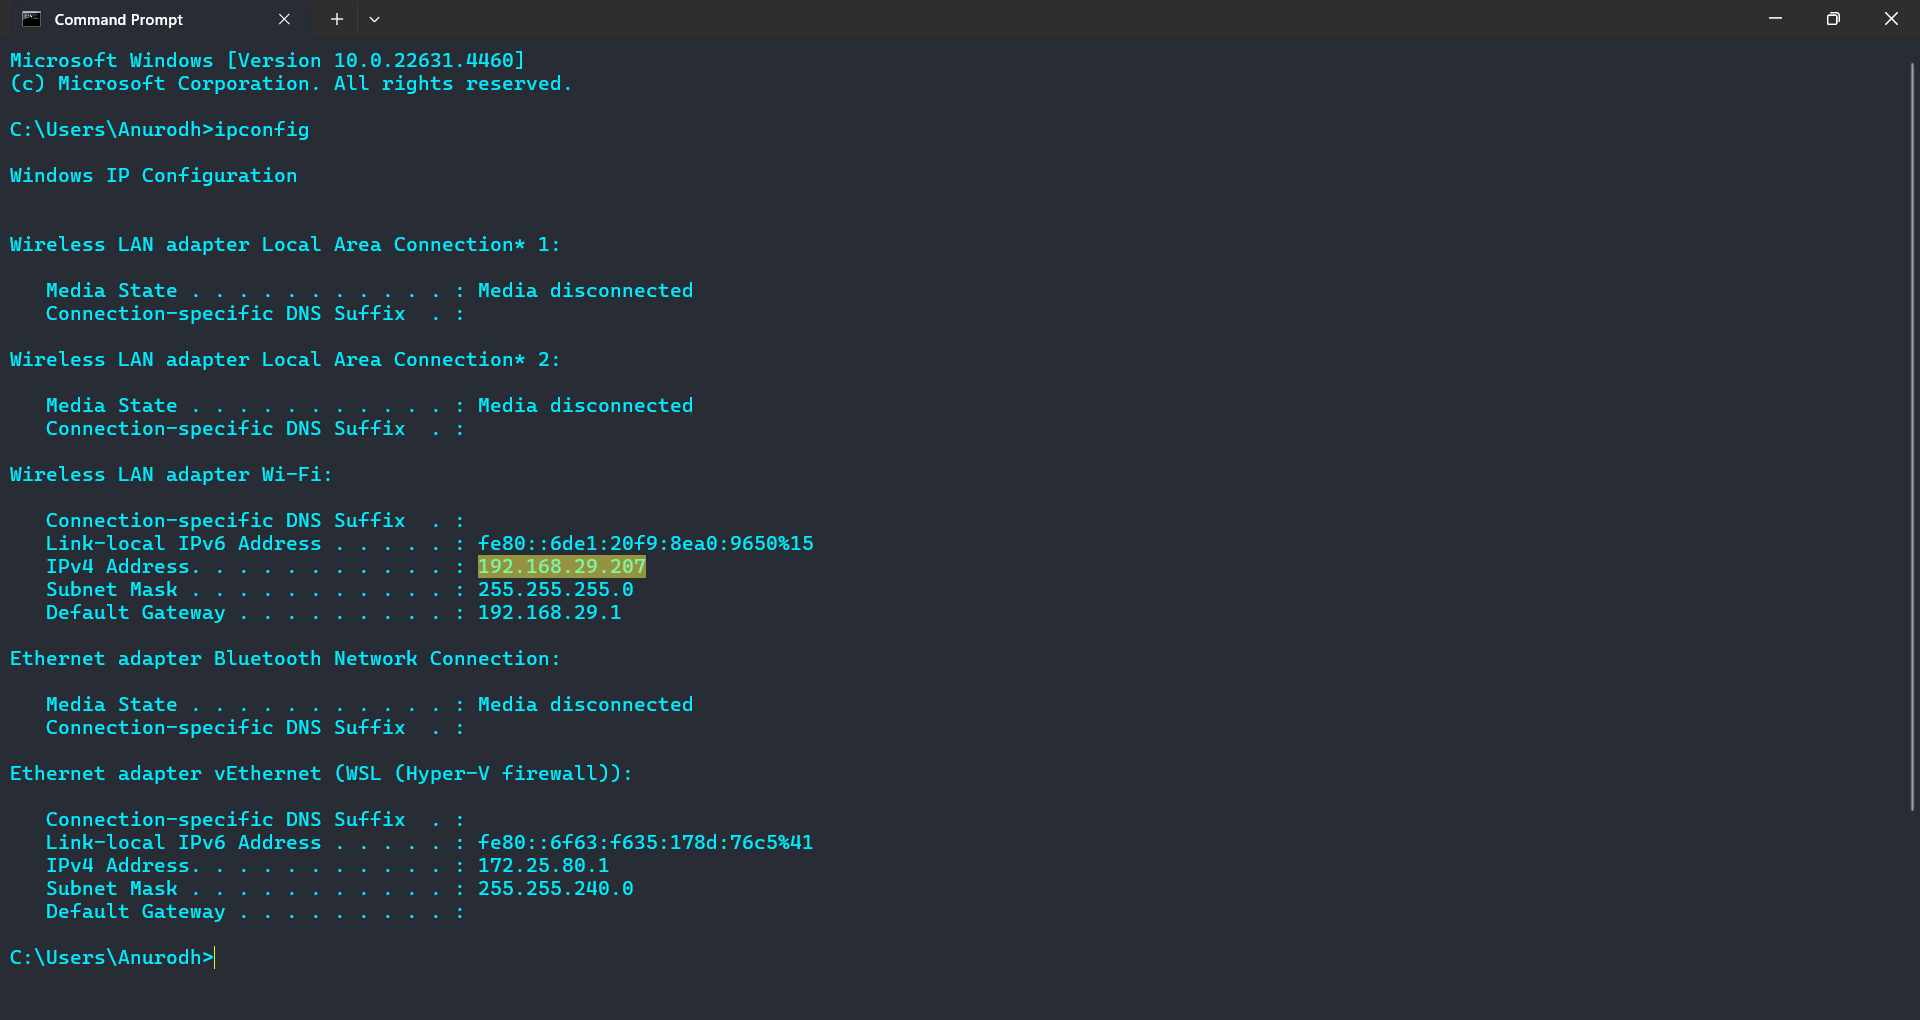 Command Prompt
Microsoft Windows [Version 10.0.22631.4460]
(c) Microsoft Corporation. All rights reserved.
C:\Users\Anurodh>ipconfig
Windows IP Configuration
Wireless LAN adapter Local Area Connection* 1:
   Media State . . . . . . . . . . . : Media disconnected
   Connection-specific DNS Suffix  . :
Wireless LAN adapter Local Area Connection* 2:
   Media State . . . . . . . . . . . : Media disconnected
   Connection-specific DNS Suffix  . :
Wireless LAN adapter Wi-Fi:
   Connection-specific DNS Suffix  . :
   Link-local IPv6 Address . . . . . : fe80::6de1:20f9:8ea0:9650%15
   IPv4 Address. . . . . . . . . . . : 192.168.29.207
   Subnet Mask . . . . . . . . . . . : 255.255.255.0
   Default Gateway . . . . . . . . . : 192.168.29.1
Ethernet adapter Bluetooth Network Connection:
   Media State . . . . . . . . . . . : Media disconnected
   Connection-specific DNS Suffix  . :
Ethernet adapter vEthernet (WSL (Hyper-V firewall)):
   Connection-specific DNS Suffix  . :
   Link-local IPv6 Address . . . . . : fe80::6f63:f635:178d:76c5%41
   IPv4 Address. . . . . . . . . . . : 172.25.80.1
   Subnet Mask . . . . . . . . . . . : 255.255.240.0
   Default Gateway . . . . . . . . . :
C:\Users\Anurodh>